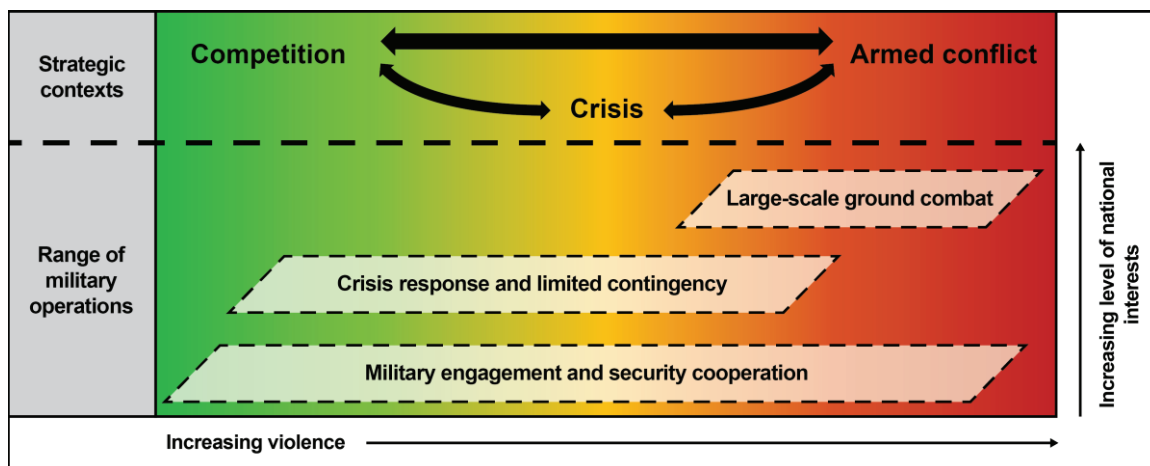 Strategic
contexts
Competition
Armed conflict
Crisis
Range of
military
operations
Large-scale ground combat
Crisis response and limited contingency
Military engagement and security cooperation
Increasing level of national
interests
Increasing violence